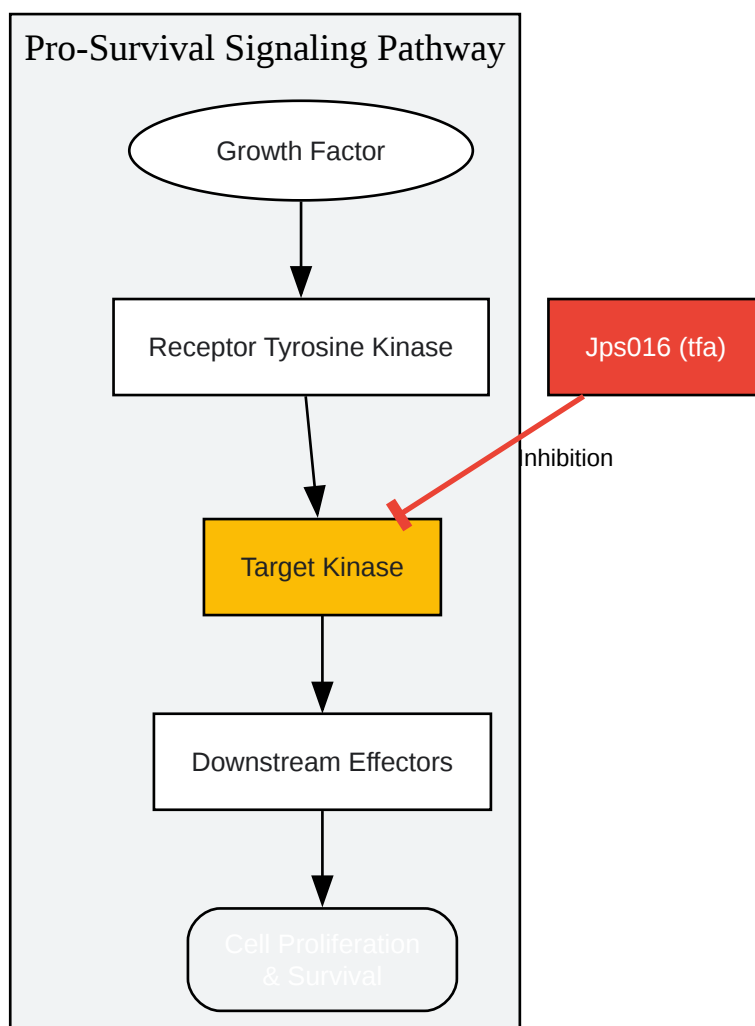 Pro-Survival Signaling Pathway
Growth Factor
Receptor Tyrosine Kinase
Jps016 (tfa)
Inhibition
Target Kinase
Downstream Effectors
Cell Proliferation
& Survival